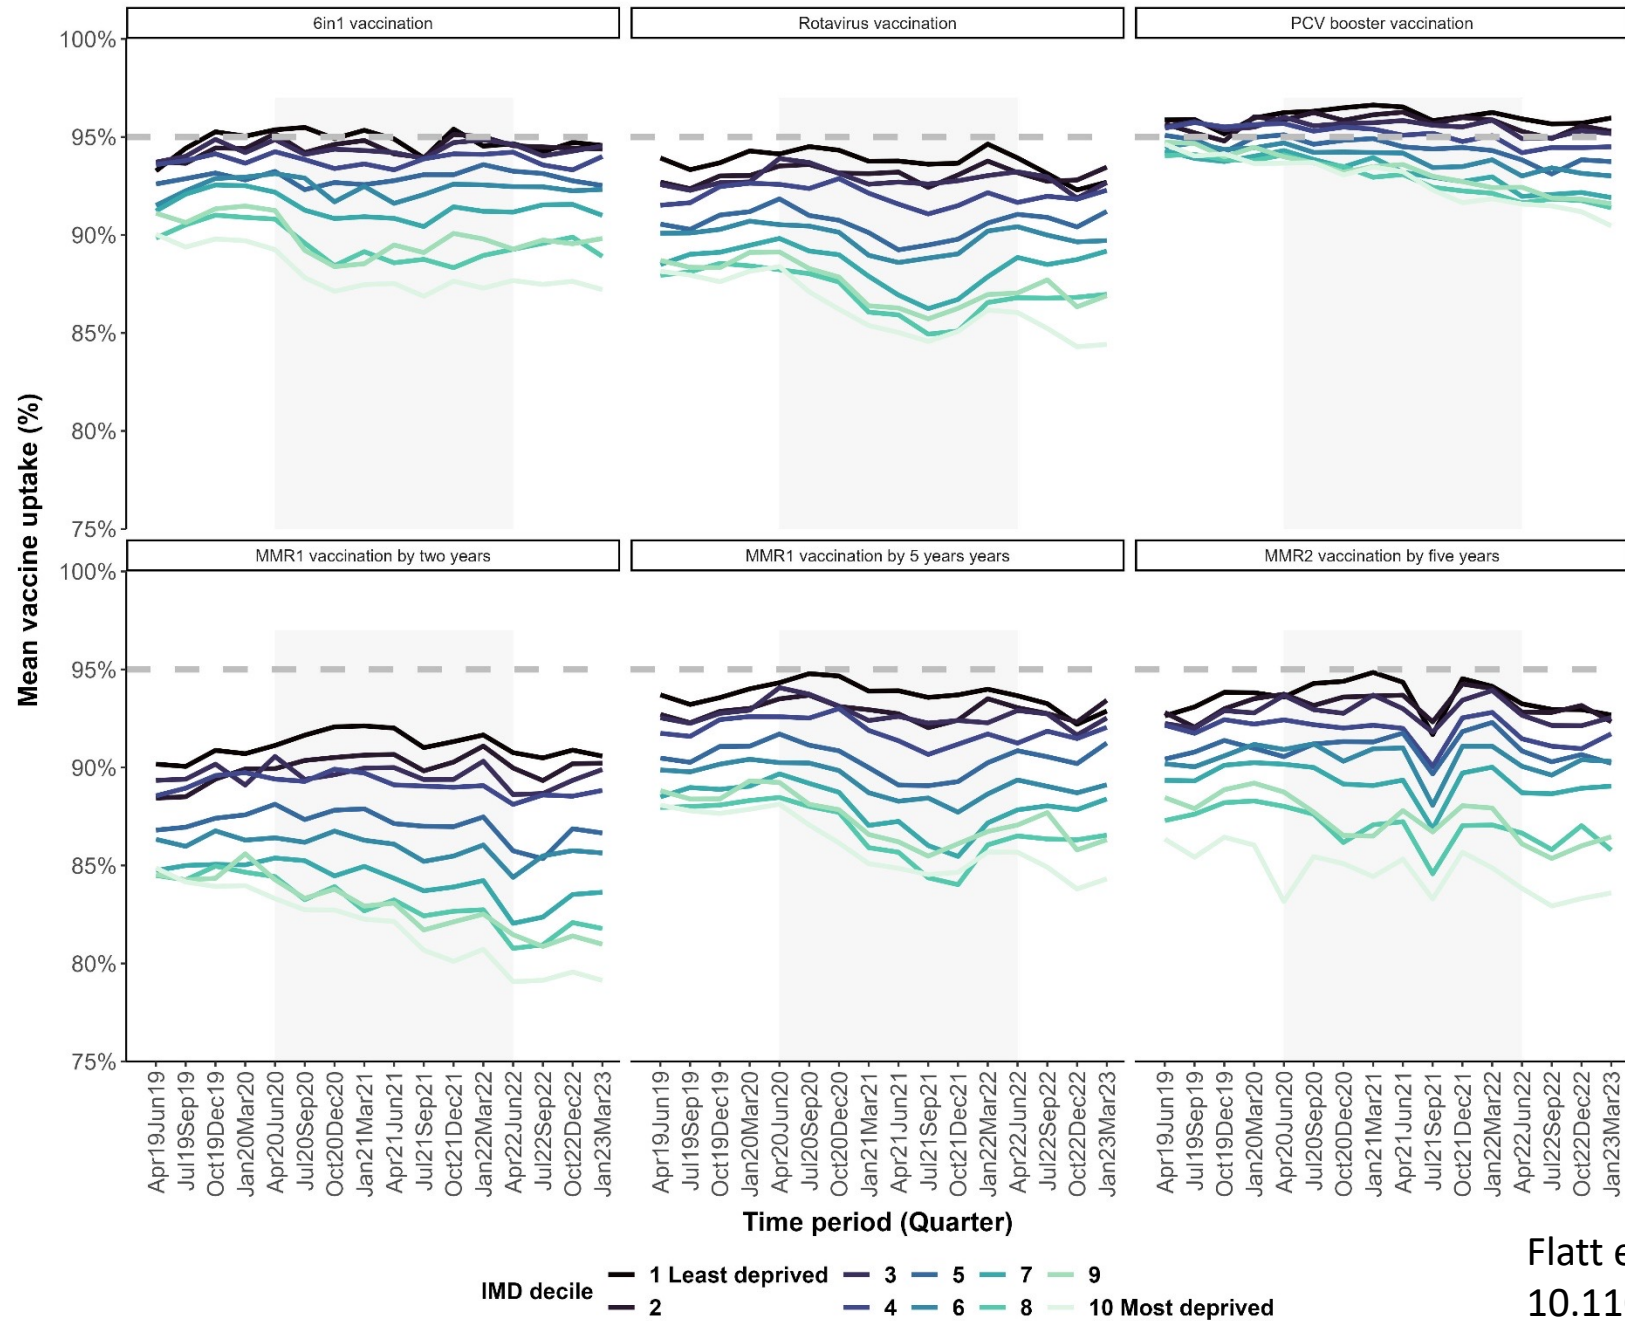 6in1 vaccination
Rotavirus vaccination
PCV booster vaccination
100%
95%
90%
85%
80%
75%
Mean vaccine uptake (%)
MMR1 vaccination by two years
MMR1 vaccination by 5 years years
MMR2 vaccination by five years
100%
95%
90%
85%
80%
75%
Apr19Jun19
Jul19Sep19
Oct19Dec19
Jan20Mar20
Apr20Jun20
Jul20Sep20
Oct20Dec20
Jan21Mar21
Apr21Jun21
Jul21Sep21
Oct21Dec21
Jan22Mar22
Apr22Jun22
Jul22Sep22
Oct22Dec22
Jan23Mar23
Apr19Jun19
Jul19Sep19
Oct19Dec19
Jan20Mar20
Apr20Jun20
Jul20Sep20
Oct20Dec20
Jan21Mar21
Apr21Jun21
Jul21Sep21
Oct21Dec21
Jan22Mar22
Apr22Jun22
Jul22Sep22
Oct22Dec22
Jan23Mar23
Apr19Jun19
Jul19Sep19
Oct19Dec19
Jan20Mar20
Apr20Jun20
Jul20Sep20
Oct20Dec20
Jan21Mar21
Apr21Jun21
Jul21Sep21
Oct21Dec21
Jan22Mar22
Apr22Jun22
Jul22Sep22
Oct22Dec22
Jan23Mar23
Time period (Quarter)
IMD decile
1 Least deprived 3 5 7 9
2 4 6 8 10 Most deprived
Flatt